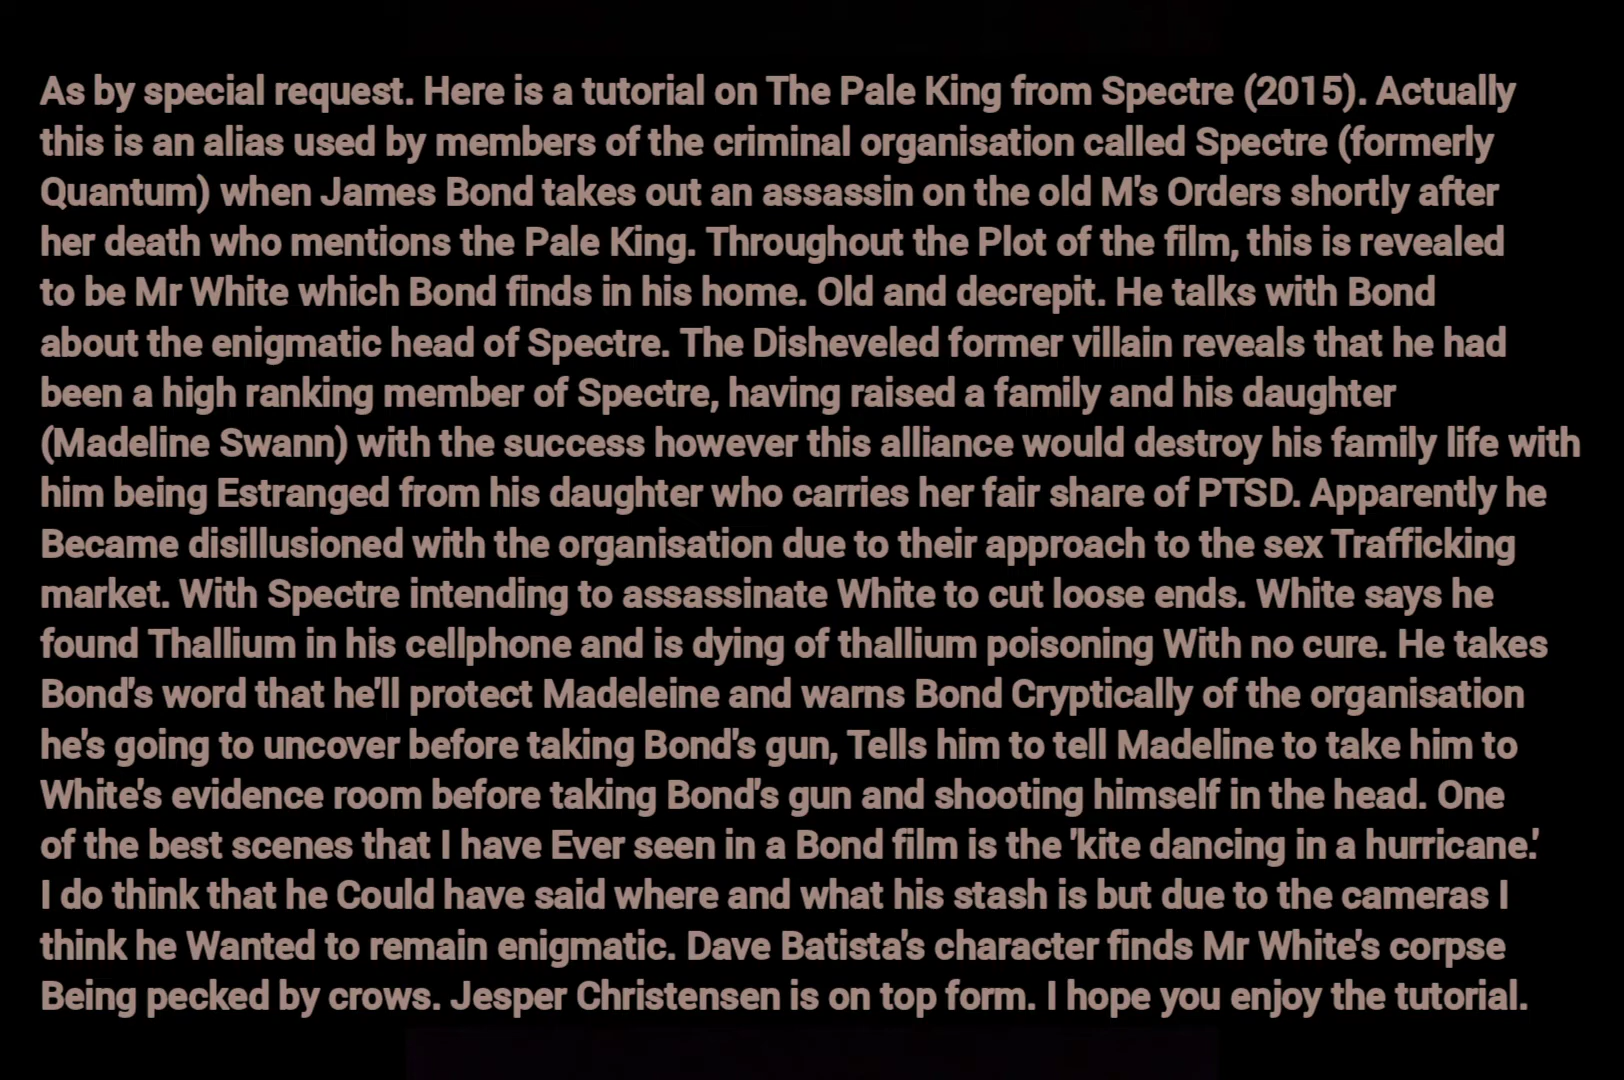 As by special request. Here is a tutorial on The Pale King from Spectre (2015). Actually
this is an alias used by members of the criminal organisation called Spectre (formerly
Quantum) when James Bond takes out an assassin on the old M's Orders shortly after
her death who mentions the Pale King. Throughout the Plot of the film, this is revealed
to be Mr White which Bond finds in his home. Old and decrepit. He talks with Bond
about the enigmatic head of Spectre. The Disheveled former villain reveals that he had
been a high ranking member of Spectre, having raised a family and his daughter
(Madeline Swann) with the success however this alliance would destroy his family life with
him being Estranged from his daughter who carries her fair share of PTSD. Apparently he
Became disillusioned with the organisation due to their approach to the sex Trafficking
market. With Spectre intending to assassinate White to cut loose ends. White says he
found Thallium in his cellphone and is dying of thallium poisoning With no cure. He takes
Bond's word that he'll protect Madeleine and warns Bond Cryptically of the organisation
he's going to uncover before taking Bond's gun, Tells him to tell Madeline to take him to
White's evidence room before taking Bond's gun and shooting himself in the head. One
of the best scenes that I have Ever seen in a Bond film is the 'kite dancing in a hurricane.'
I do think that he Could have said where and what his stash is but due to the cameras I
think he Wanted to remain enigmatic. Dave Batista's character finds Mr White's corpse
Being pecked by crows. Jesper Christensen is on top form. I hope you enjoy the tutorial.